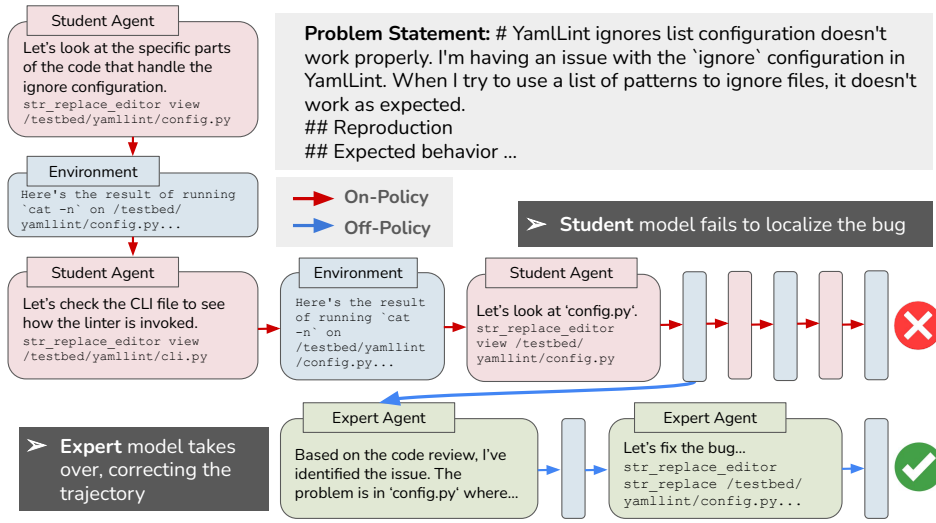 Student Agent
Let's look at the specific parts
of the code that handle the
ignore configuration.
str_replace_editor view
/testbed/yamllint/config.py
Problem Statement: # YamlLint ignores list configuration doesn't
work properly. I'm having an issue with the `ignore` configuration in
YamlLint. When I try to use a list of patterns to ignore files, it doesn't
work as expected.
## Reproduction
## Expected behavior ...
Environment
Here's the result of running
`cat -n` on /testbed/
yamllint/config.py...
On-Policy
Off-Policy
➢ Student model fails to localize the bug
Student Agent
Let's check the CLI file to see
how the linter is invoked.
str_replace_editor view
/testbed/yamllint/cli.py
Environment
Here's the result
of running `cat
-n` on
/testbed/yamllint
/config.py...
Student Agent
Let's look at 'config.py'.
str_replace_editor
view /testbed/
yamllint/config.py
➢ Expert model takes
over, correcting the
trajectory
Expert Agent
Based on the code review, I've
identified the issue. The
problem is in 'config.py' where...
Expert Agent
Let's fix the bug...
str_replace_editor
str_replace /testbed/
yamllint/config.py...